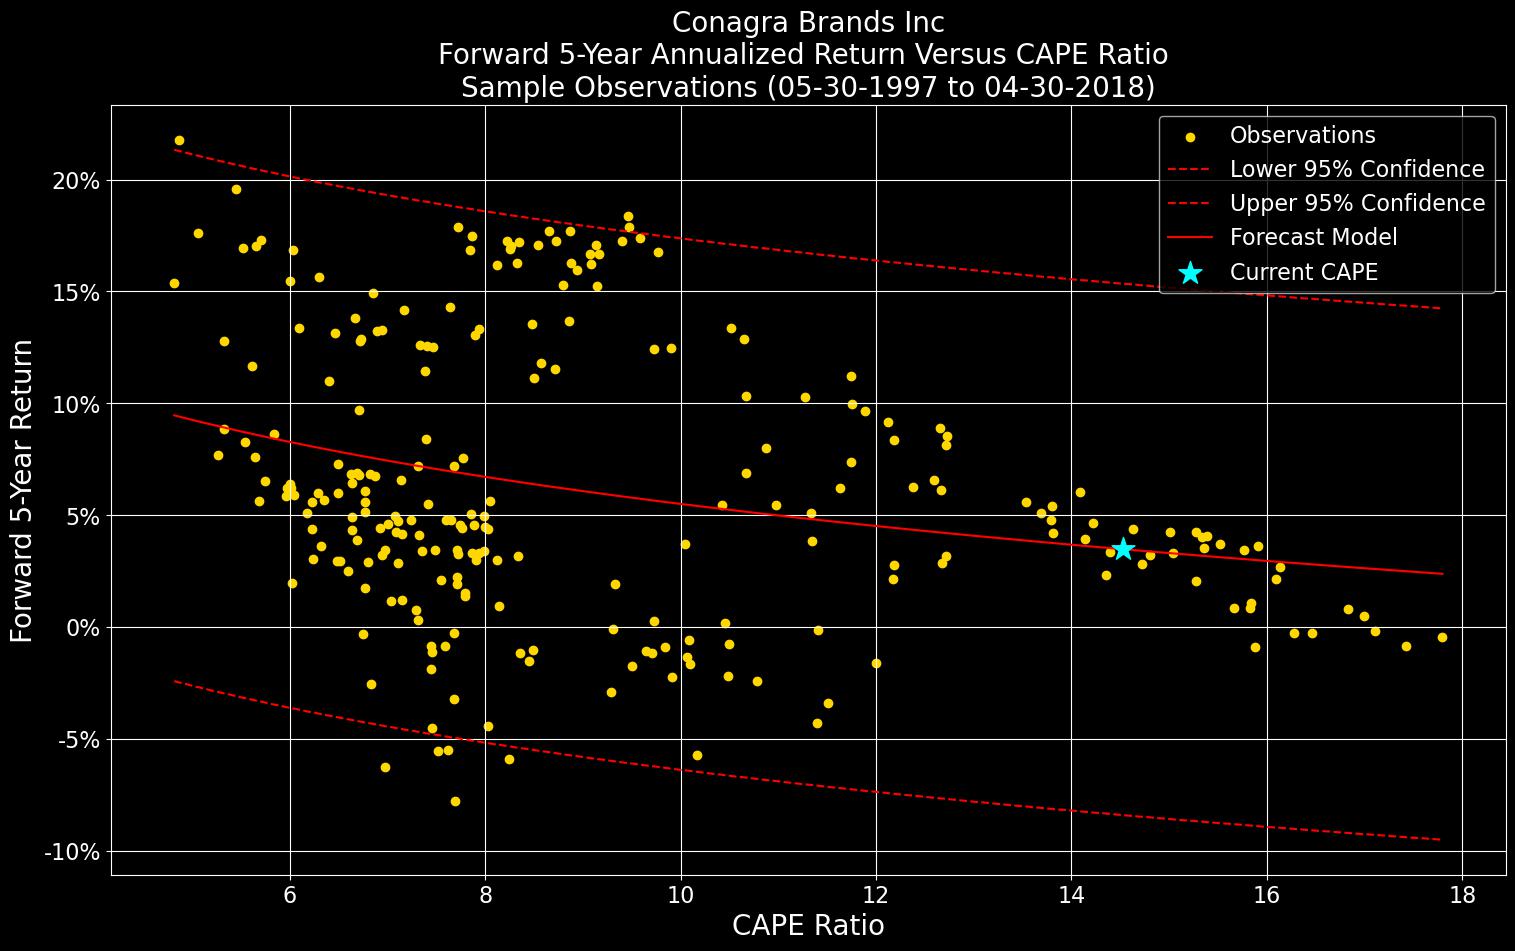 Conagra Brands Inc
Forward 5-Year Annualized Return Versus CAPE Ratio
Sample Observations (05-30-1997 to 04-30-2018)
Observations
Lower 95% Confidence
Upper 95% Confidence
Forecast Model
Current CAPE
Forward 5-Year Return
20%
15%
10%
5%
0%
-5%
-10%
6 8 10 12 14 16 18
CAPE Ratio